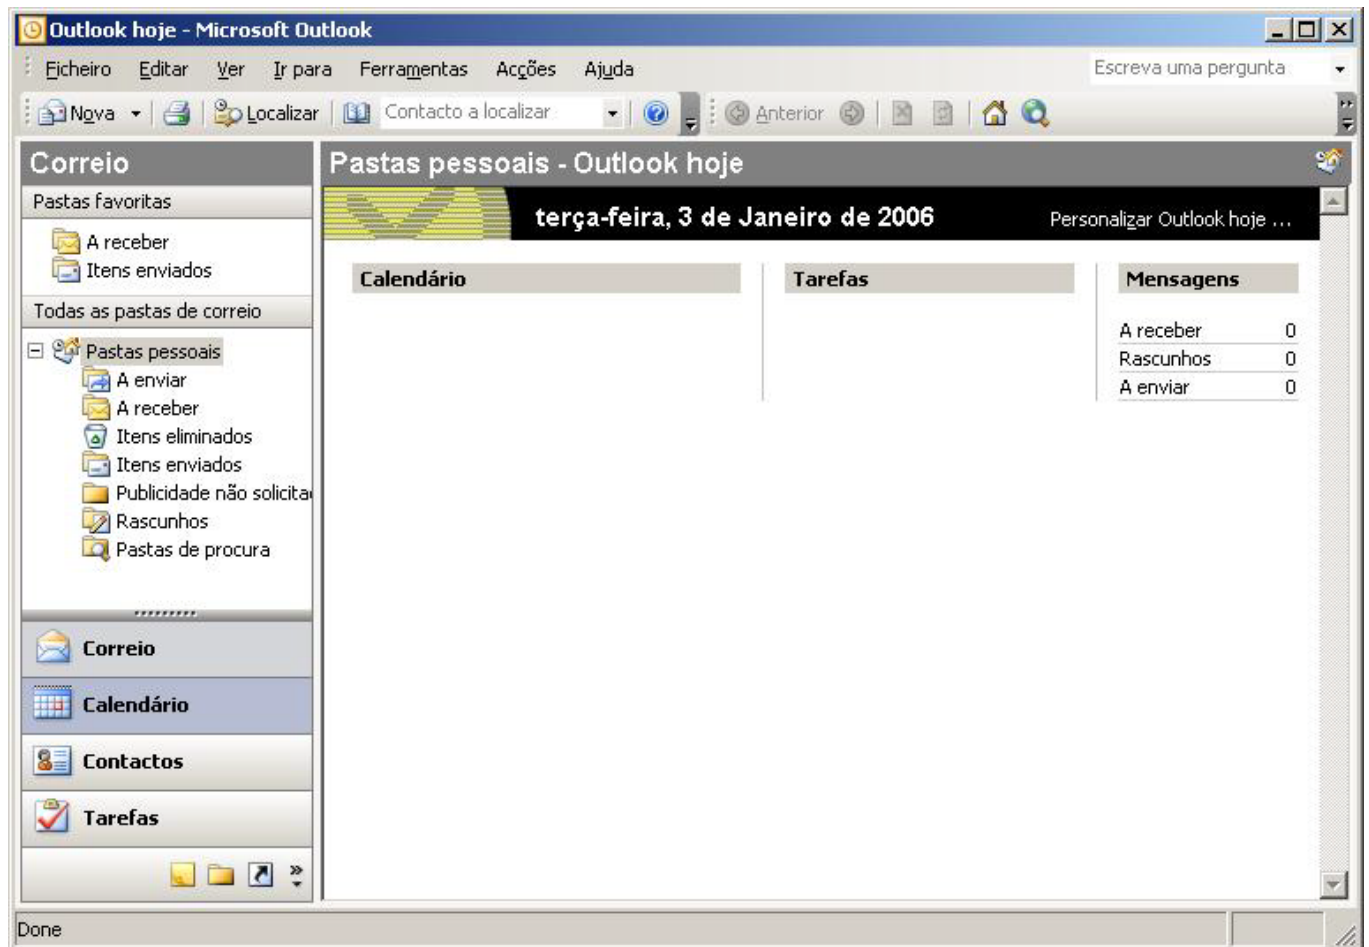 Outlook hoje - Microsoft Outlook
Ficheiro Editar Ver Ir para Ferramentas Acções Ajuda Escreva uma pergunta
Nova Localizar Contacto a localizar Anterior
Correio
Pastas favoritas
A receber
Itens enviados
Todas as pastas de correio
Pastas pessoais
A enviar
A receber
Itens eliminados
Itens enviados
Publicidade não
Rascunhos
Pastas de procura
Correio
Calendário
Contactos
Tarefas
Pastas pessoais - Outlook hoje
terça-feira, 3 de Janeiro de 2006 Personalizar Outlook hoje ...
Calendário Tarefas Mensagens
A receber 0
Rascunhos 0
A enviar 0
Done